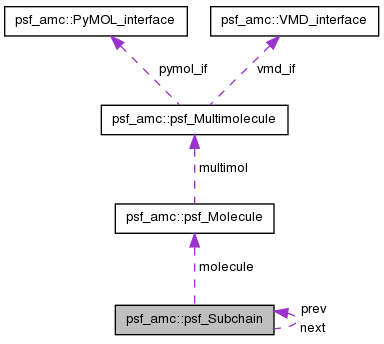 psf_amc::PyMOL_interface
psf_amc::VMD_interface
pymol_if
vmd_if
psf_amc::psf_Multimolecule
multimol
psf_amc::psf_Molecule
molecule
psf_amc::psf_Subchain
prev
next